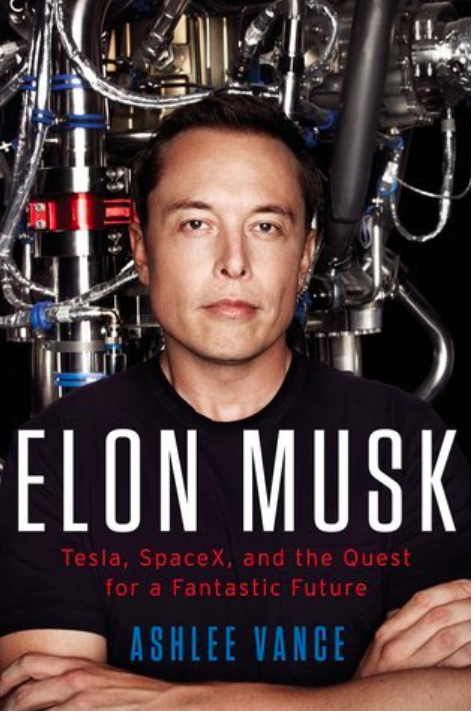 ELON MUSK
Tesla, SpaceX, and the Quest
for a Fantastic Future
ASHLEE VANCE